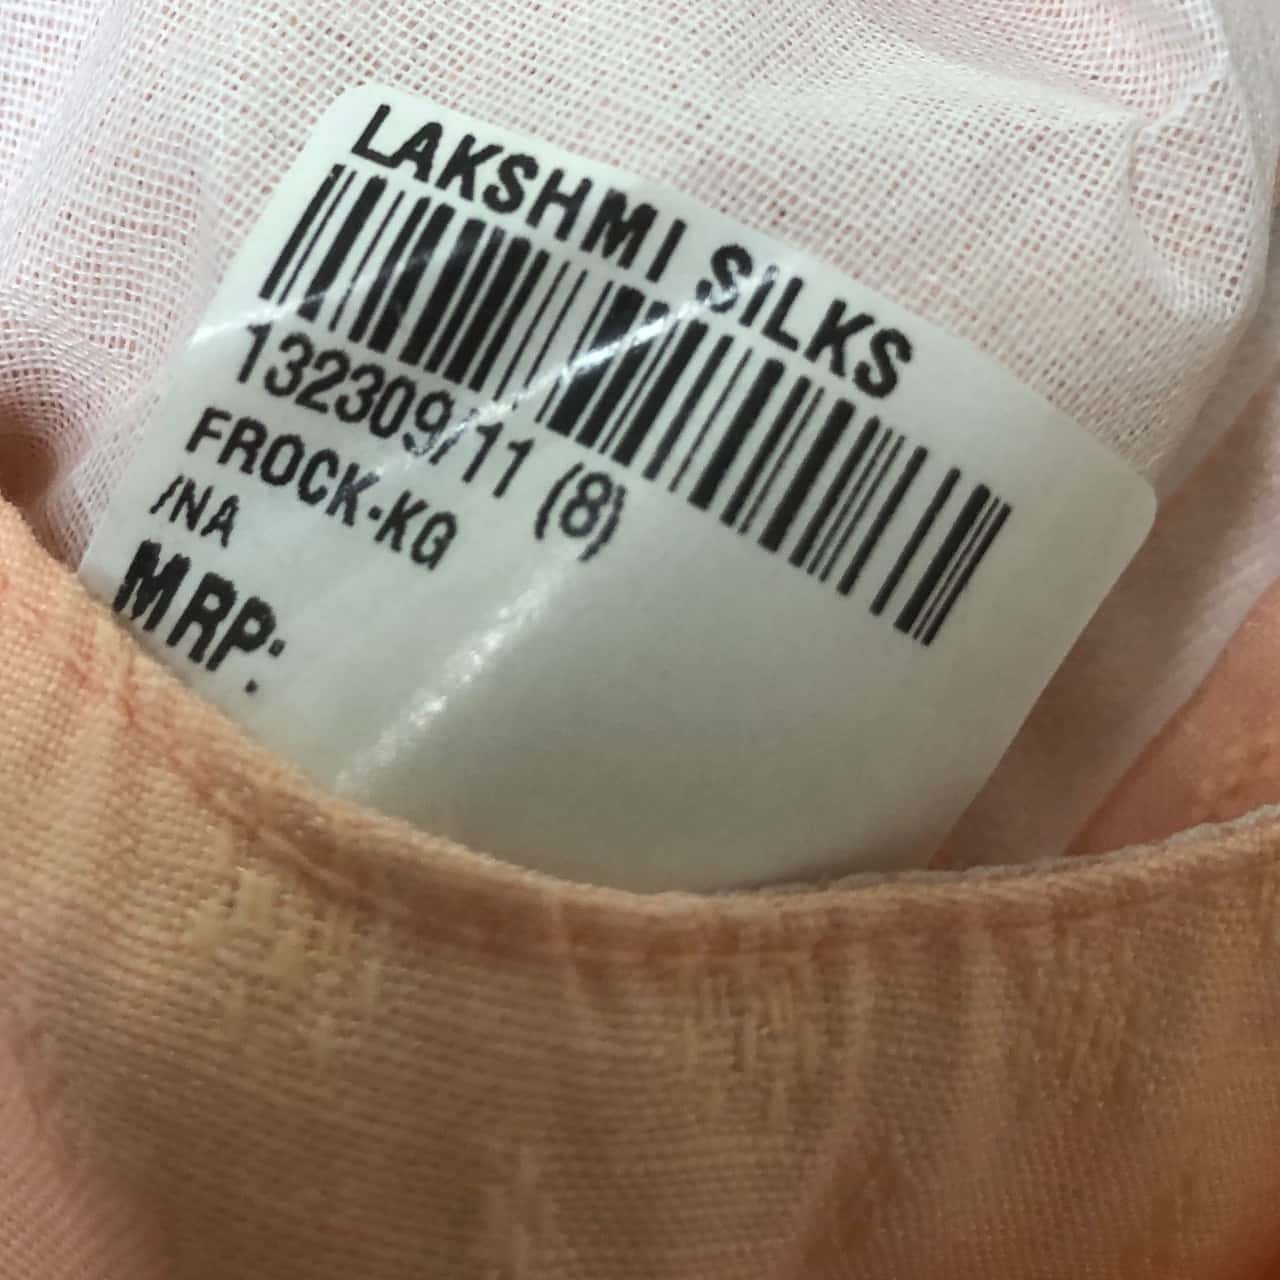 LAKSHMI SILKS
132309/11 (8)
FROCK-KG
/NA
MRP: